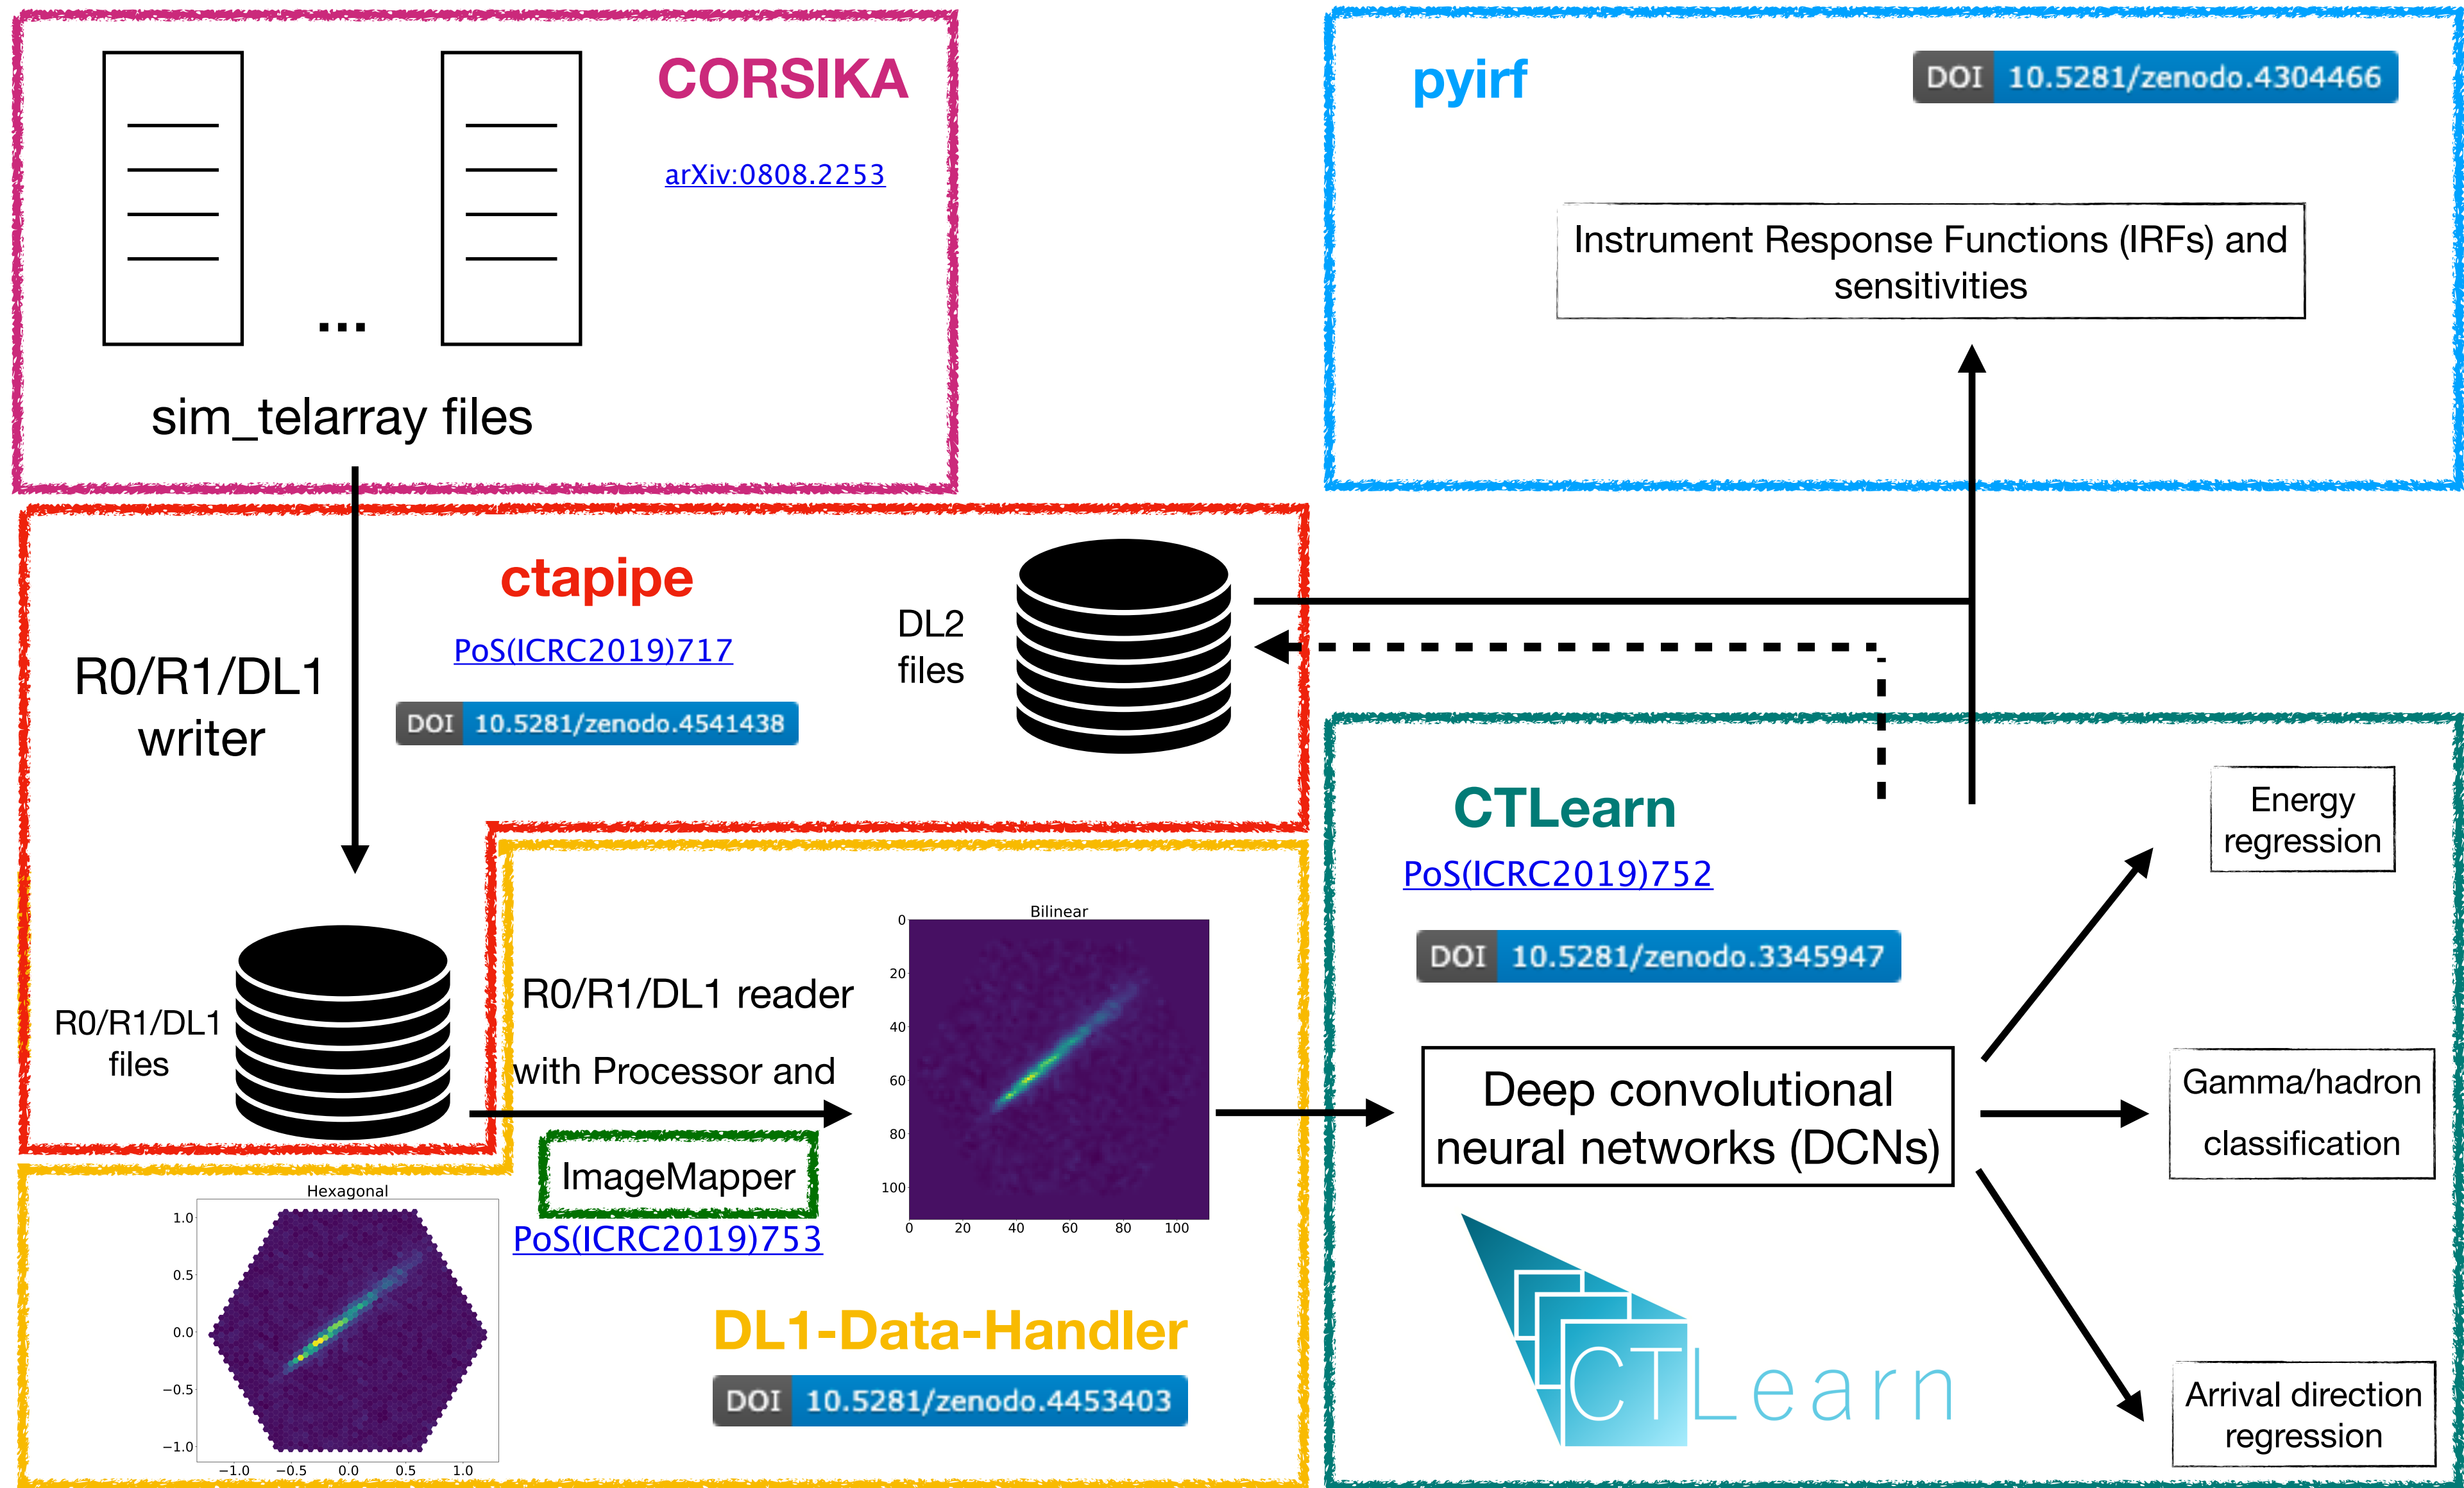 CORSIKA
arXiv:0808.2253
...
sim_telarray files
pyirf
DOI 10.5281/zenodo.4304466
Instrument Response Functions (IRFs) and
sensitivities
ctapipe
PoS(ICRC2019)717
DOI 10.5281/zenodo.4541438
R0/R1/DL1
writer
DL2
files
R0/R1/DL1
files
R0/R1/DL1 reader
with Processor and
ImageMapper
PoS(ICRC2019)753
Bilinear
0
20
40
60
80
100
0 20 40 60 80 100
Hexagonal
1.0
0.5
0.0
−0.5
−1.0
−1.0 −0.5 0.0 0.5 1.0
DL1-Data-Handler
DOI 10.5281/zenodo.4453403
CTLearn
PoS(ICRC2019)752
DOI 10.5281/zenodo.3345947
Deep convolutional
neural networks (DCNs)
CTLearn
Energy
regression
Gamma/hadron
classification
Arrival direction
regression